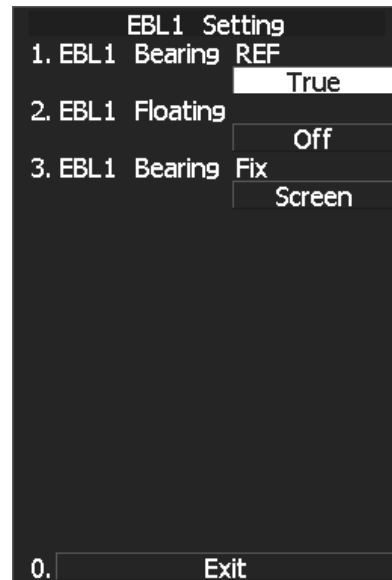 EBL1 Setting
1. EBL1 Bearing REF
True
2. EBL1 Floating
Off
3. EBL1 Bearing Fix
Screen
0. Exit